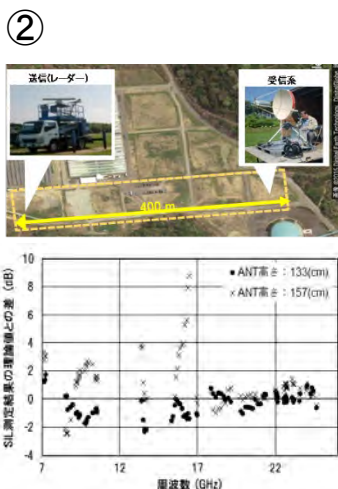 ②
送信(レーダー)
受信系
400 m
SIL測定結果の理論値との差 (dB)
10
8
6
4
2
0
-2
-4
● ANT高さ：133(cm)
× ANT高さ：157(cm)
7
12
17
22
周波数 (GHz)